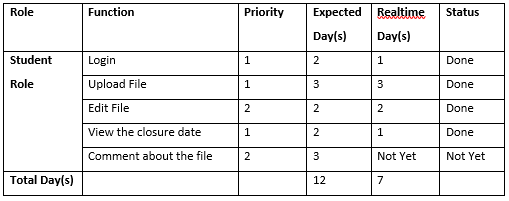 Role Function Priority Expected Realtime Status
Day(s) Day(s)
Student Login 1 2 1 Done
Role Upload File 1 3 3 Done
Edit File 2 2 2 Done
View the closure date 1 2 1 Done
Comment about the file 2 3 Not Yet Not Yet
Total Day(s) 12 7